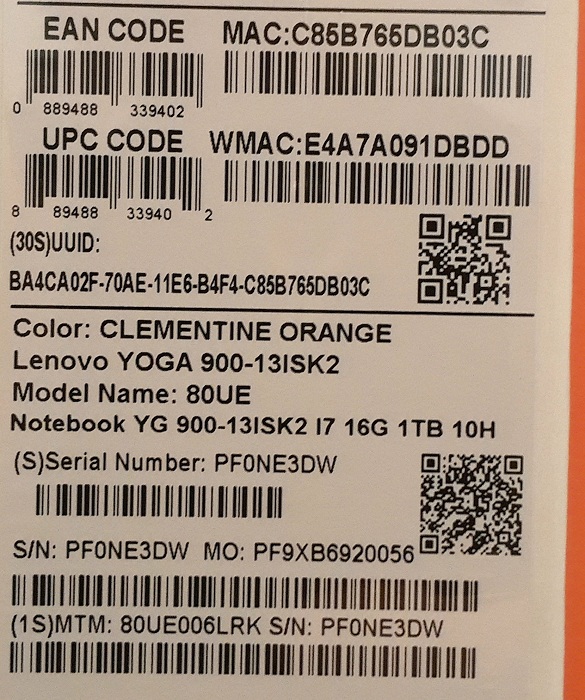 EAN CODE MAC:C85B765DB03C
0 889488 339402
UPC CODE WMAC:E4A7A091DBDD
8 89488 33940 2
(30S)UUID:
BA4CA02F-70AE-11E6-B4F4-C85B765DB03C
Color: CLEMENTINE ORANGE
Lenovo YOGA 900-13ISK2
Model Name: 80UE
Notebook YG 900-13ISK2 I7 16G 1TB 10H
(S)Serial Number: PF0NE3DW
S/N: PF0NE3DW MO: PF9XB6920056
(1S)MTM: 80UE006LRK S/N: PF0NE3DW